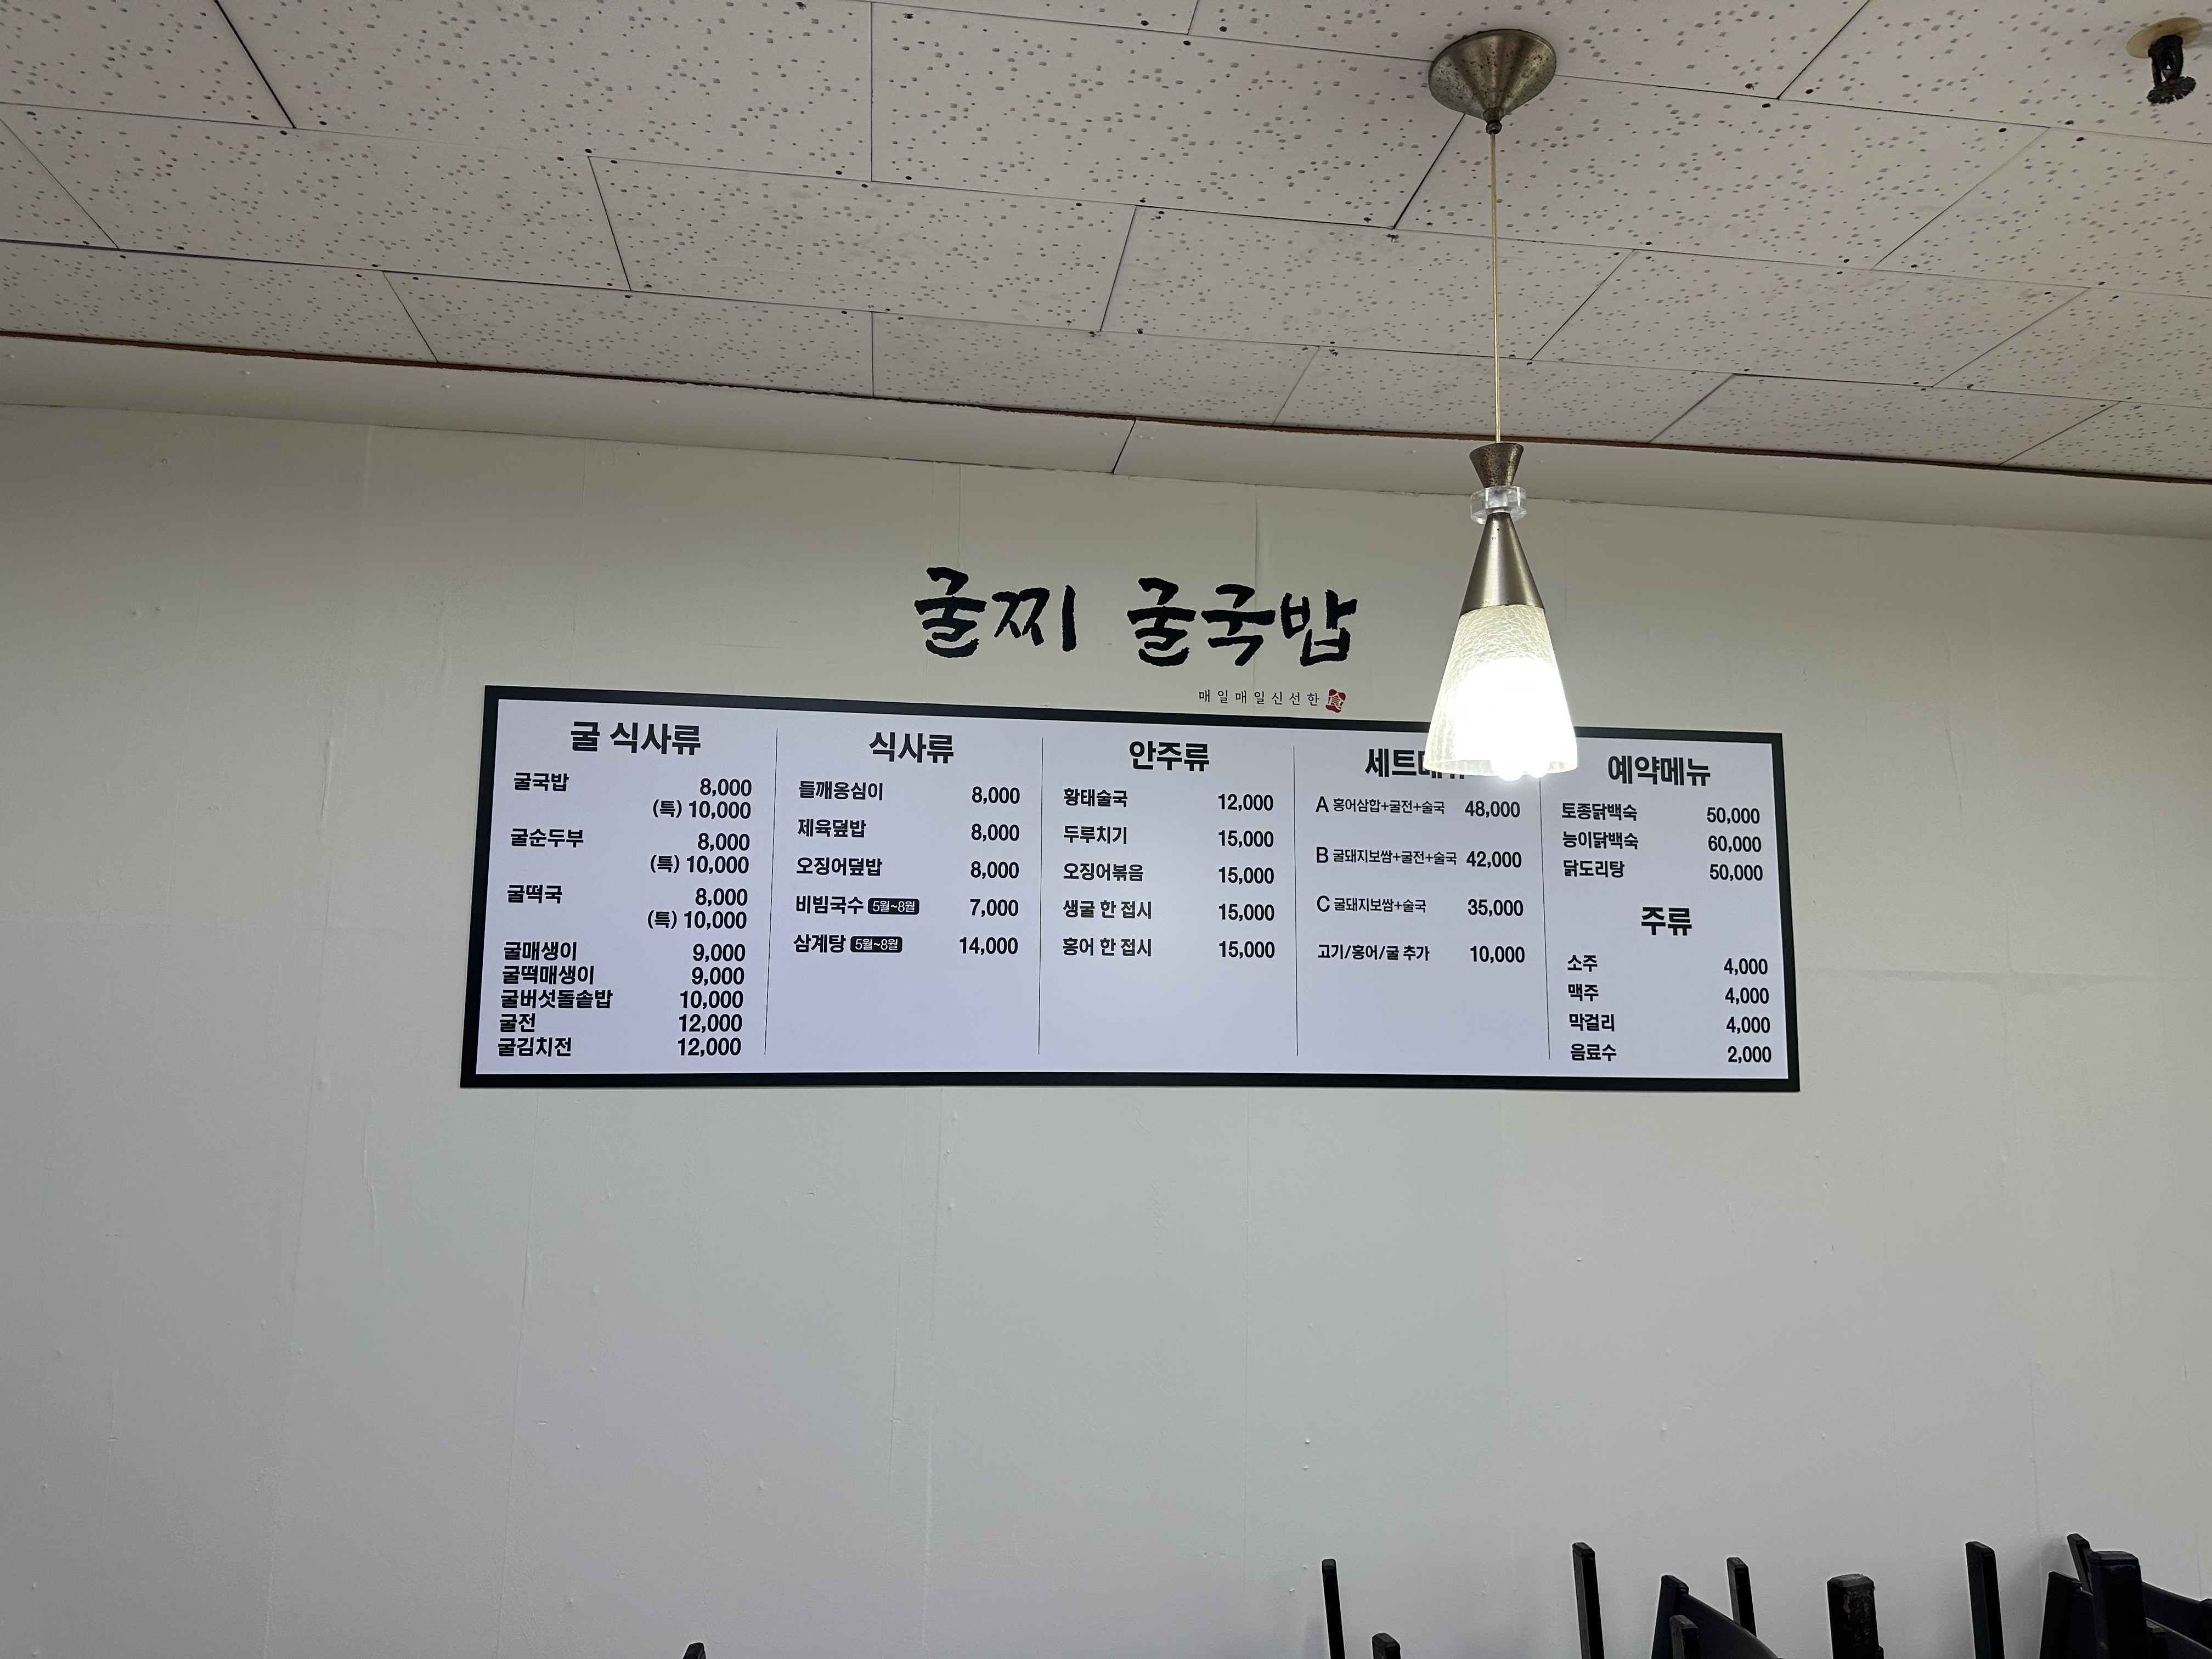 굴찌 굴국밥
매일매일신선한 食
굴 식사류
굴국밥 8,000
(특) 10,000
굴순두부 8,000
(특) 10,000
굴떡국 8,000
(특) 10,000
굴매생이 9,000
굴떡매생이 9,000
굴버섯돌솥밥 10,000
굴전 12,000
굴김치전 12,000
식사류
들깨옹심이 8,000
제육덮밥 8,000
오징어덮밥 8,000
비빔국수 5월~8월 7,000
삼계탕 5월~8월 14,000
안주류
황태술국 12,000
두루치기 15,000
오징어볶음 15,000
생굴 한 접시 15,000
홍어 한 접시 15,000
세트메뉴
A 홍어삼합+굴전+술국 48,000
B 굴돼지보쌈+굴전+술국 42,000
C 굴돼지보쌈+술국 35,000
고기/홍어/굴 추가 10,000
예약메뉴
토종닭백숙 50,000
능이닭백숙 60,000
닭도리탕 50,000
주류
소주 4,000
맥주 4,000
막걸리 4,000
음료수 2,000